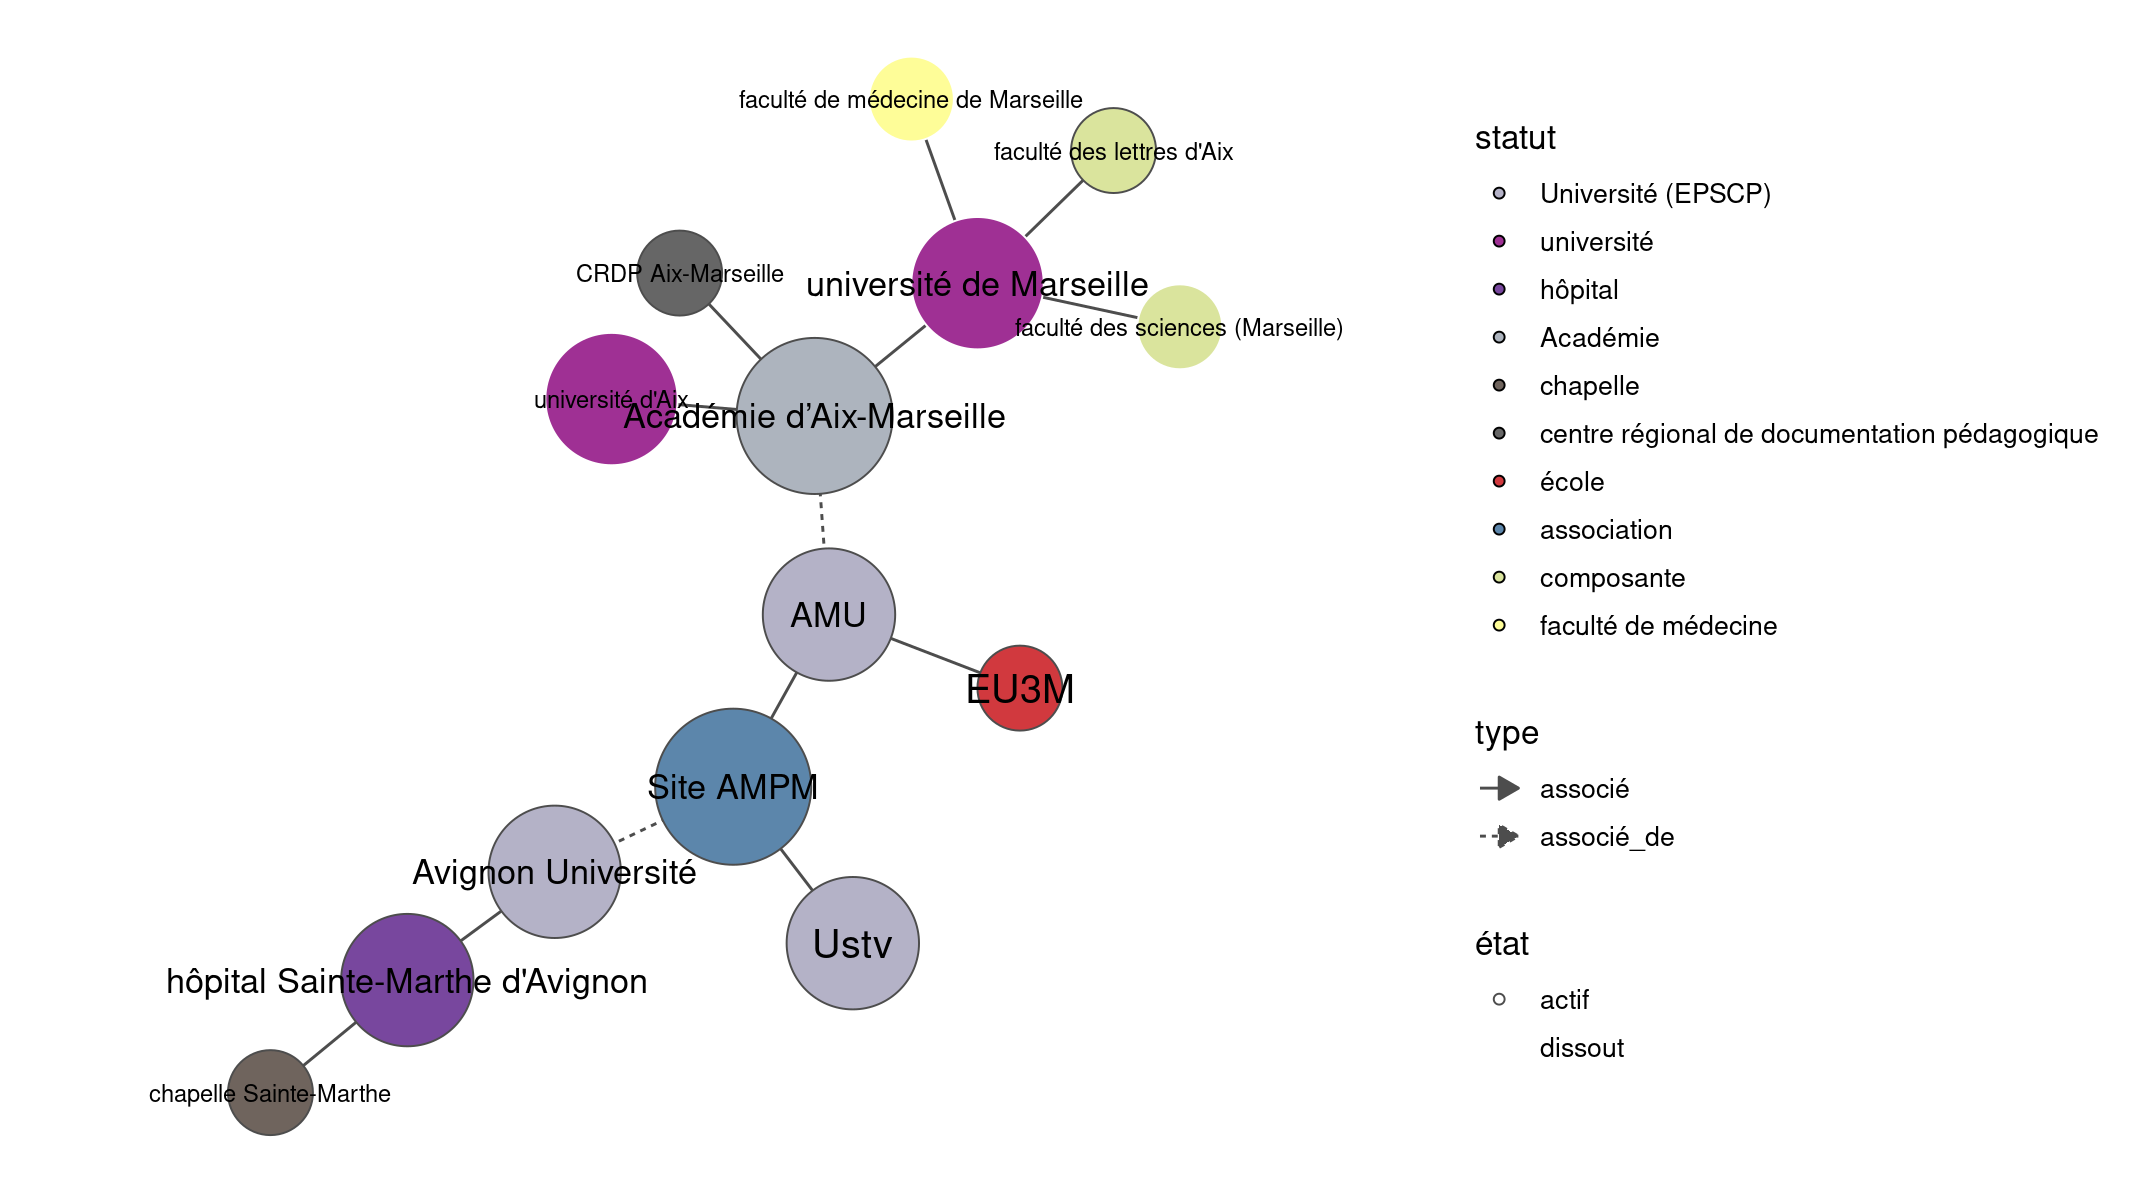 faculté de médecine de Marseille
faculté des lettres d'Aix
CRDP Aix-Marseille
université de Marseille
faculté des sciences (Marseille)
université d'Aix
Académie d’Aix-Marseille
AMU
EU3M
Site AMPM
Avignon Université
Ustv
hôpital Sainte-Marthe d'Avignon
chapelle Sainte-Marthe
statut
Université (EPSCP)
université
hôpital
Académie
chapelle
centre régional de documentation pédagogique
école
association
composante
faculté de médecine
type
associé
associé_de
état
actif
dissout